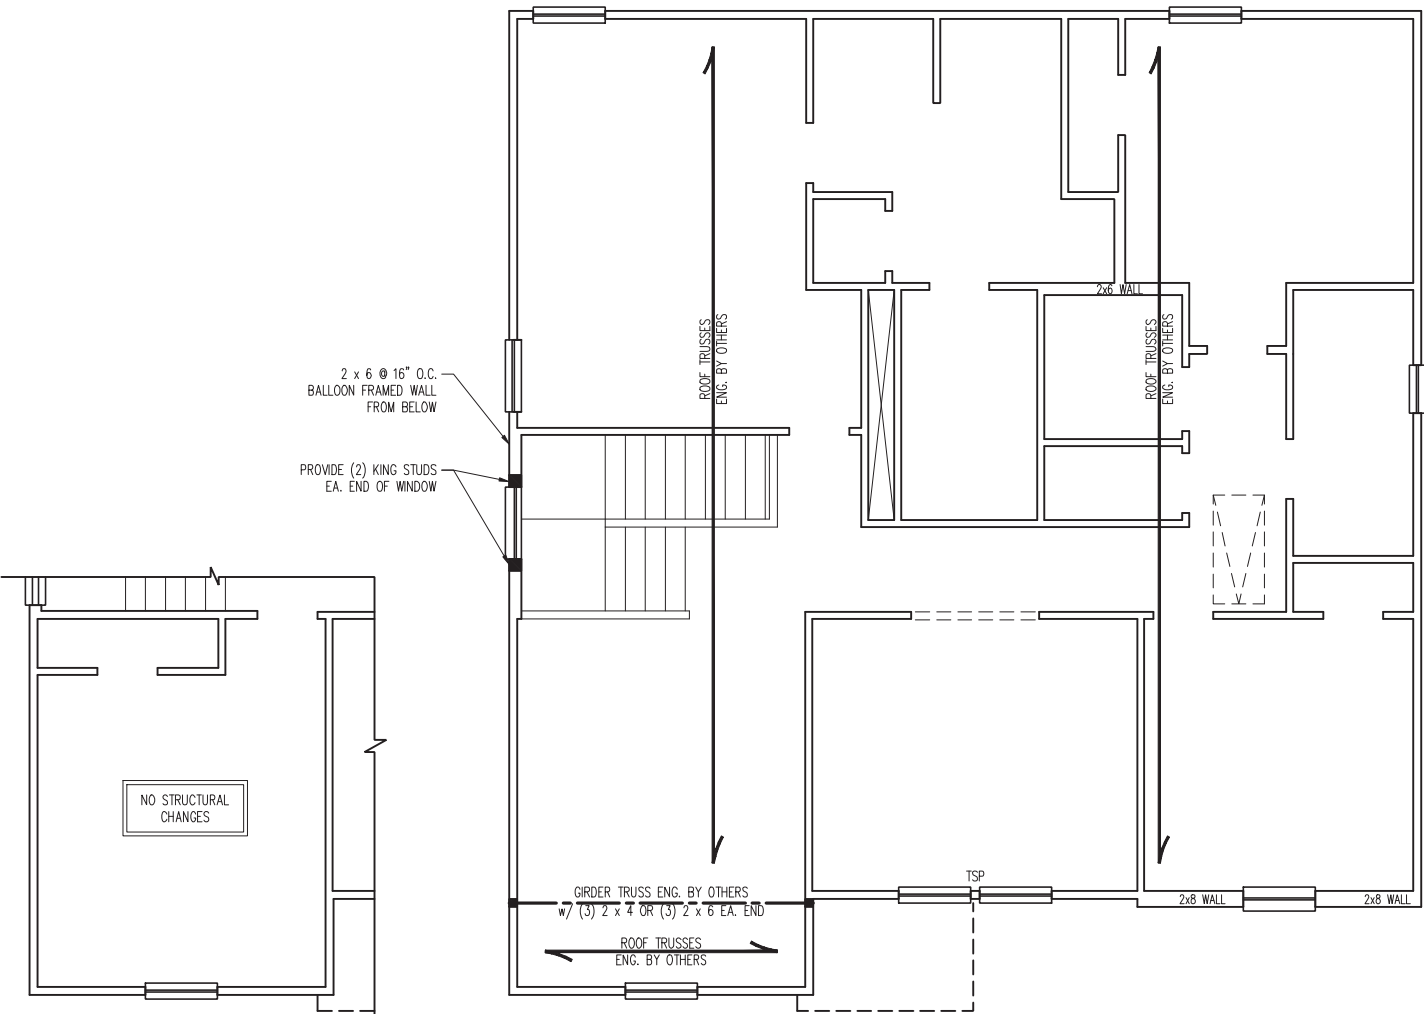 2x6 WALL
ROOF TRUSSES
ENG. BY OTHERS
ROOF TRUSSES
ENG. BY OTHERS
2 x 6 @ 16" O.C.
BALLOON FRAMED WALL
FROM BELOW
PROVIDE (2) KING STUDS
EA. END OF WINDOW
NO STRUCTURAL
CHANGES
TSP
GIRDER TRUSS ENG. BY OTHERS
w/ (3) 2 x 4 OR (3) 2 x 6 EA. END
2x8 WALL
2x8 WALL
ROOF TRUSSES
ENG. BY OTHERS